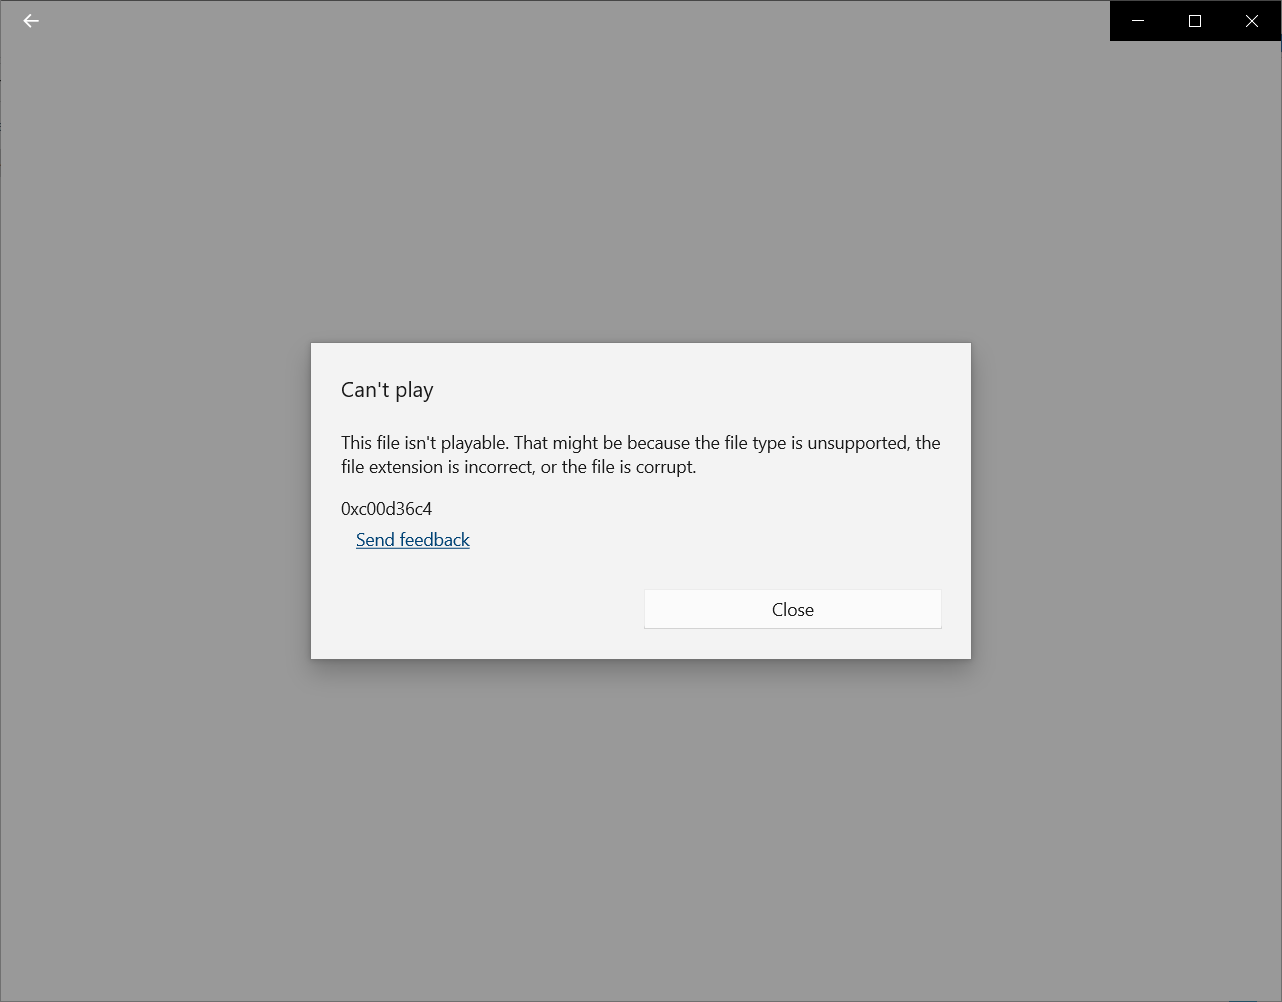 Can't play
This file isn't playable. That might be because the file type is unsupported, the
file extension is incorrect, or the file is corrupt.
0xc00d36c4
Send feedback
Close